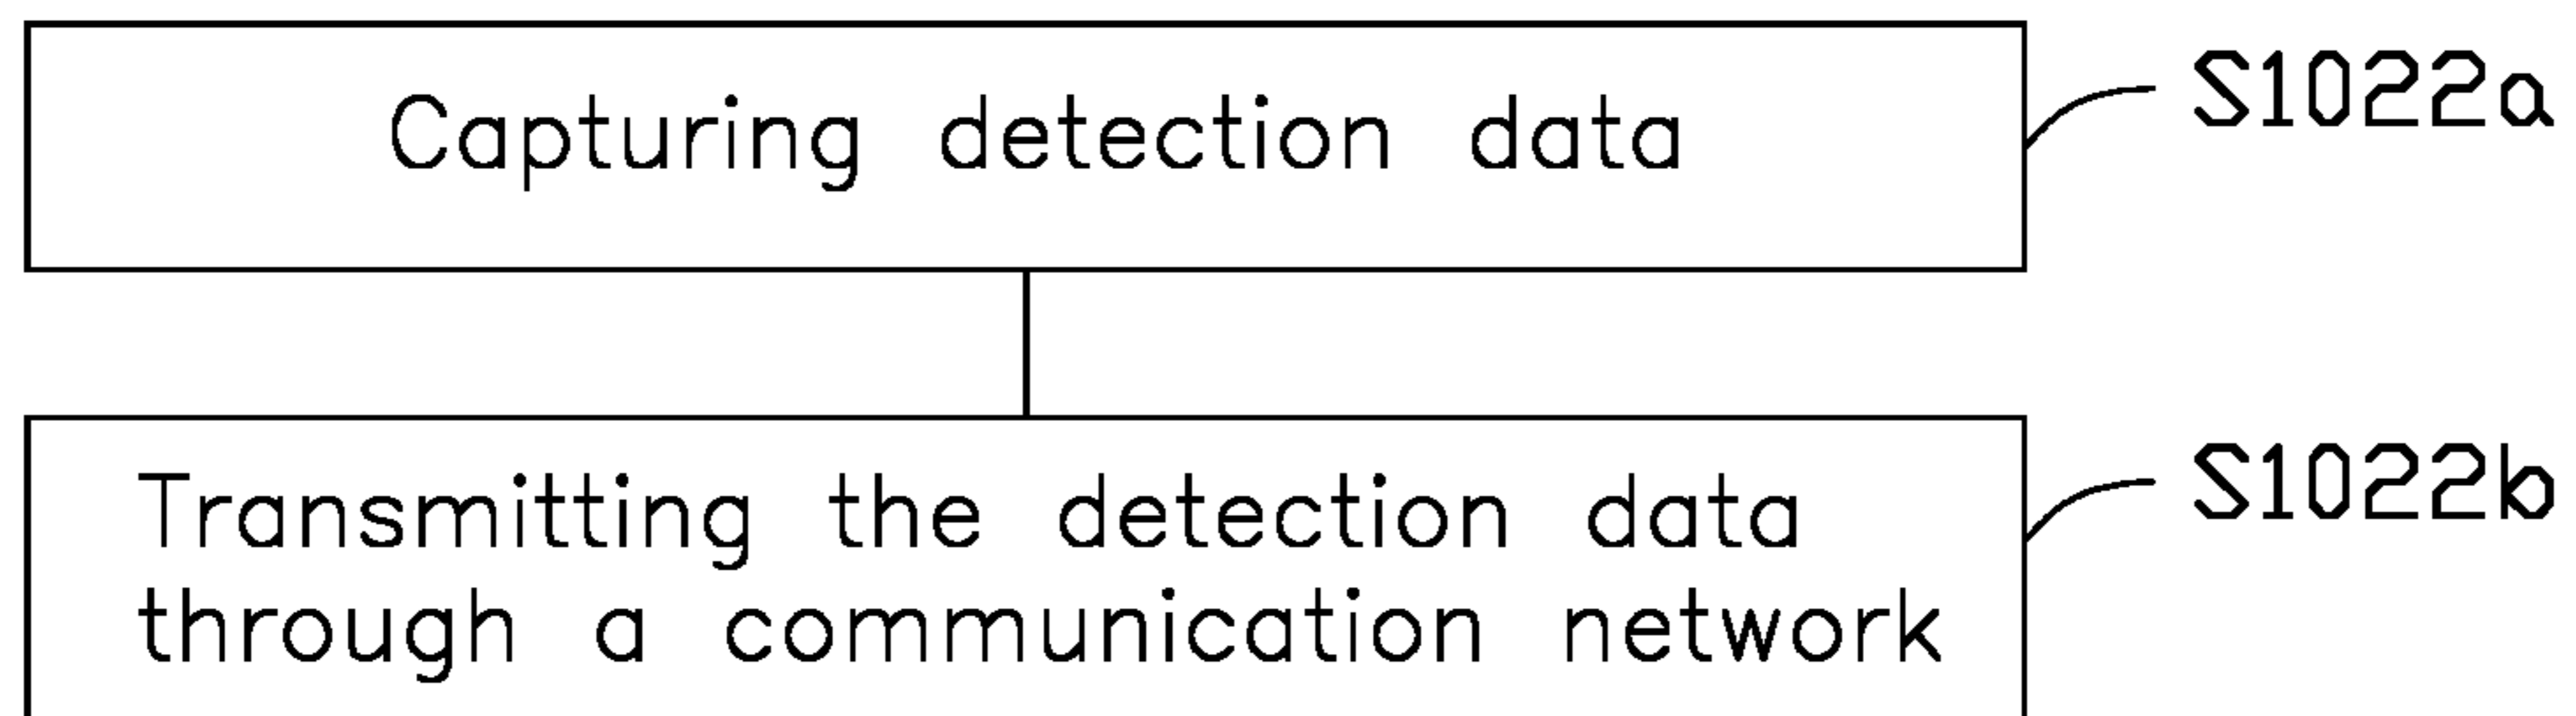 Capturing detection data
S1022a
Transmitting the detection data
through a communication network
S1022b